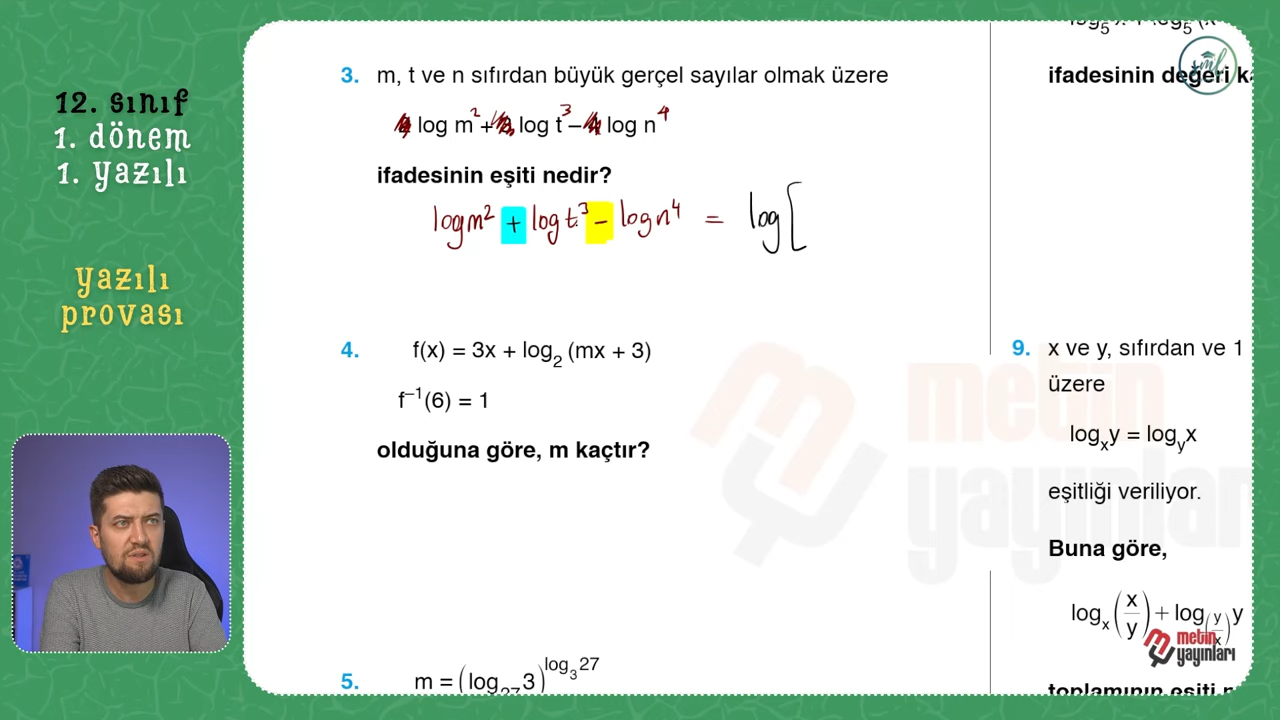 12. sınıf
1. dönem
1. yazılı
yazılı
provası
3. m, t ve n sıfırdan büyük gerçel sayılar olmak üzere
log m² + log t³ – log n⁴
ifadesinin eşiti nedir?
log m² + log t³ – log n⁴ = log [
4. f(x) = 3x + log₂ (mx + 3)
f⁻¹(6) = 1
olduğuna göre, m kaçtır?
5. m = (log₂₇3)^log₃27
ifadesinin değeri
9. x ve y, sıfırdan ve 1
üzere
logₓy = logᵧx
eşitliği veriliyor.
Buna göre,
logₓ(x/y) + log₍y/x₎y
toplamının eşiti
metin
yayınları